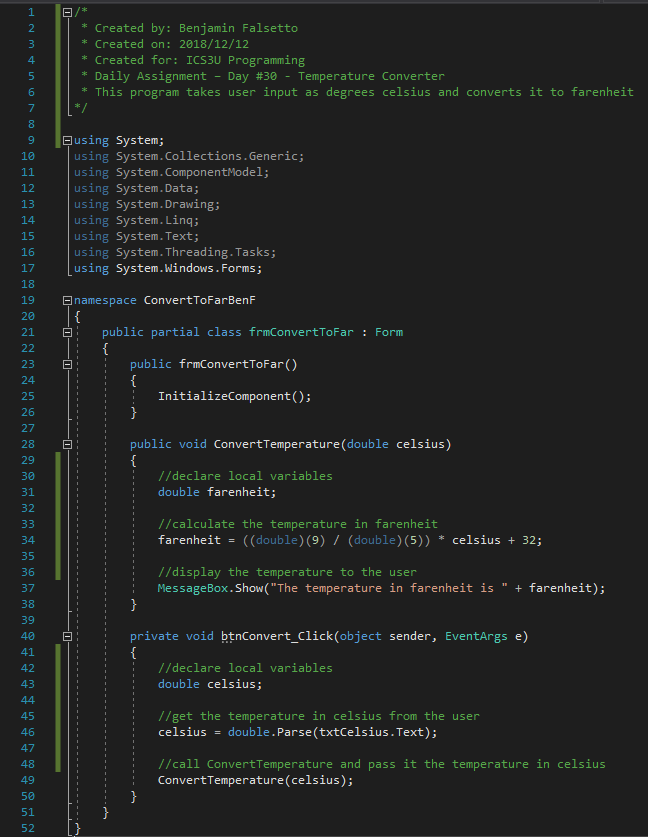 1 /*
2 * Created by: Benjamin Falsetto
3 * Created on: 2018/12/12
4 * Created for: ICS3U Programming
5 * Daily Assignment – Day #30 - Temperature Converter
6 * This program takes user input as degrees celsius and converts it to farenheit
7 */
8
9 using System;
10 using System.Collections.Generic;
11 using System.ComponentModel;
12 using System.Data;
13 using System.Drawing;
14 using System.Linq;
15 using System.Text;
16 using System.Threading.Tasks;
17 using System.Windows.Forms;
18
19 namespace ConvertToFarBenF
20 {
21 public partial class frmConvertToFar : Form
22 {
23 public frmConvertToFar()
24 {
25 InitializeComponent();
26 }
27
28 public void ConvertTemperature(double celsius)
29 {
30 //declare local variables
31 double farenheit;
32
33 //calculate the temperature in farenheit
34 farenheit = ((double)(9) / (double)(5)) * celsius + 32;
35
36 //display the temperature to the user
37 MessageBox.Show("The temperature in farenheit is " + farenheit);
38 }
39
40 private void btnConvert_Click(object sender, EventArgs e)
41 {
42 //declare local variables
43 double celsius;
44
45 //get the temperature in celsius from the user
46 celsius = double.Parse(txtCelsius.Text);
47
48 //call ConvertTemperature and pass it the temperature in celsius
49 ConvertTemperature(celsius);
50 }
51 }
52 }